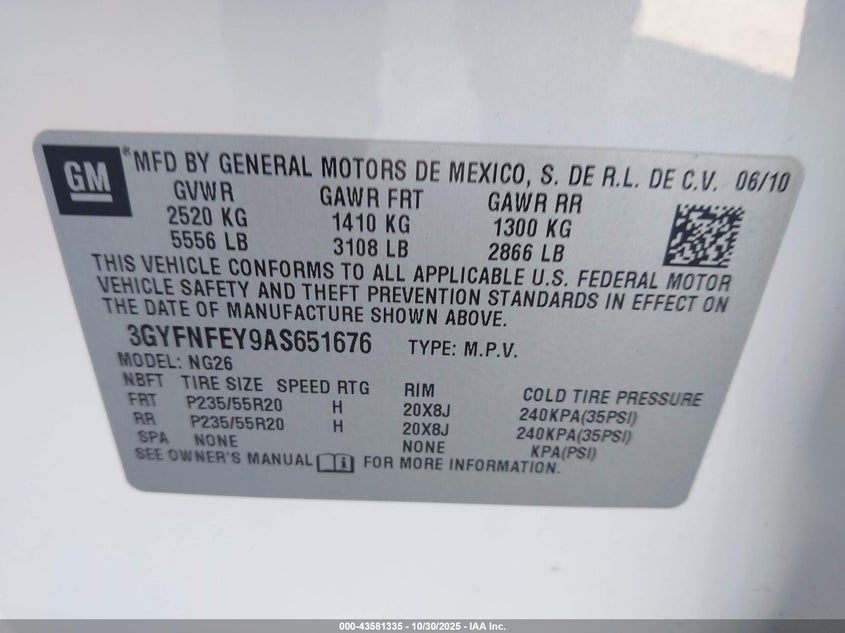 GM
® MFD BY GENERAL MOTORS DE MEXICO, S. DE R.L. DE C.V. 06/10
GVWR GAWR FRT GAWR RR
2520 KG 1410 KG 1300 KG
5556 LB 3108 LB 2866 LB
THIS VEHICLE CONFORMS TO ALL APPLICABLE U.S. FEDERAL MOTOR
VEHICLE SAFETY AND THEFT PREVENTION STANDARDS IN EFFECT ON
THE DATE OF MANUFACTURE SHOWN ABOVE.
3GYFNFEY9AS651676 TYPE: M.P.V.
MODEL: NG26
NBFT TIRE SIZE SPEED RTG RIM COLD TIRE PRESSURE
FRT P235/55R20 H 20X8J 240KPA(35PSI)
RR P235/55R20 H 20X8J 240KPA(35PSI)
SPA NONE NONE KPA(PSI)
SEE OWNER'S MANUAL i FOR MORE INFORMATION.
000-43581335 - 10/30/2025 - IAA Inc.